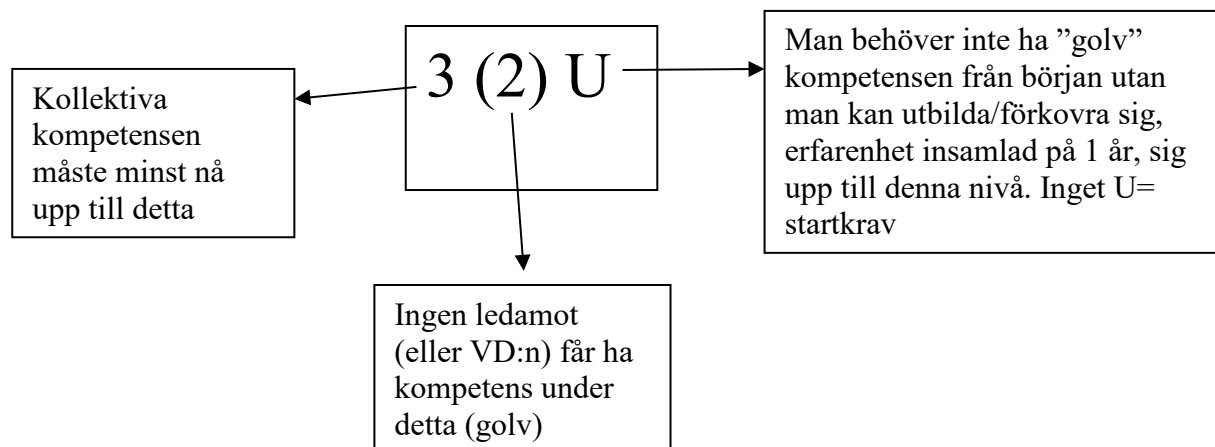 Kollektiva
kompetensen
måste minst nå
upp till detta
3 (2) U
Man behöver inte ha ”golv”
kompetensen från början utan
man kan utbilda/förkovra sig,
erfarenhet insamlad på 1 år, sig
upp till denna nivå. Inget U=
startkrav
Ingen ledamot
(eller VD:n) får ha
kompetens under
detta (golv)